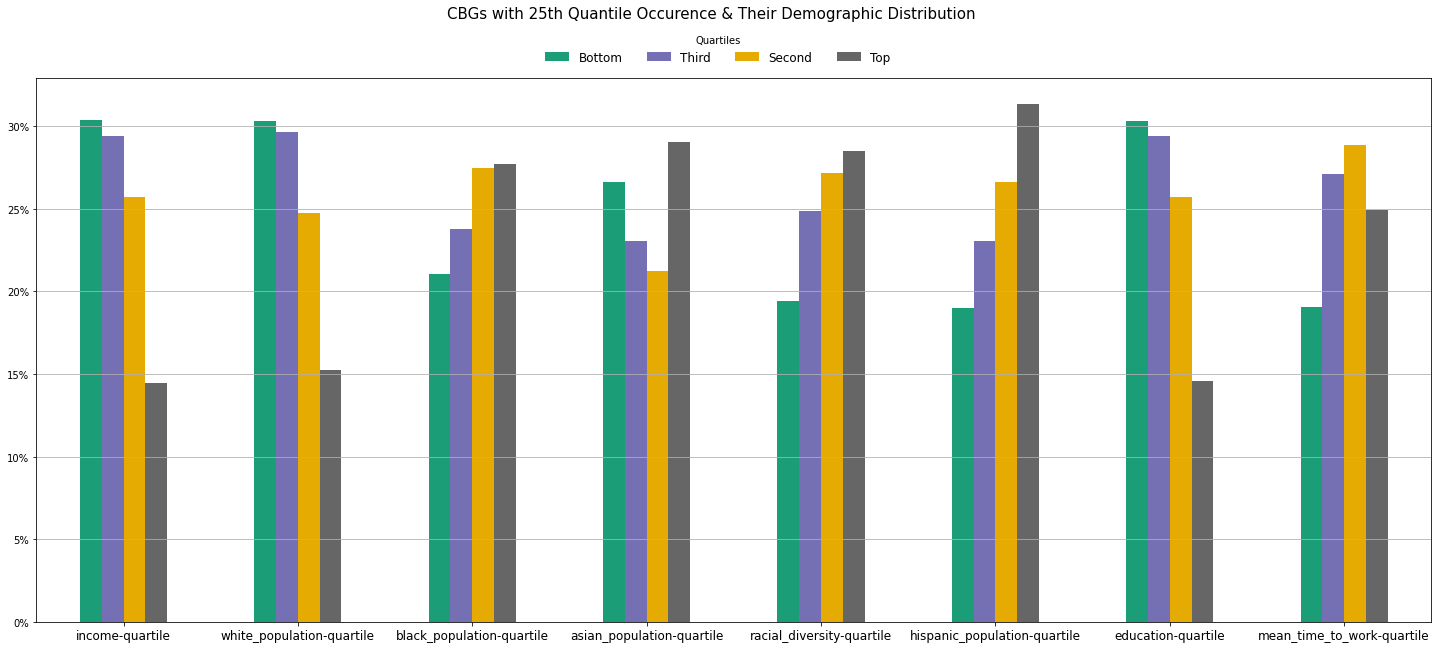 CBGs with 25th Quantile Occurence & Their Demographic Distribution
Quartiles
Bottom Third Second Top
30%
25%
20%
15%
10%
5%
0%
income-quartile white_population-quartile black_population-quartile asian_population-quartile racial_diversity-quartile hispanic_population-quartile education-quartile mean_time_to_work-quartile